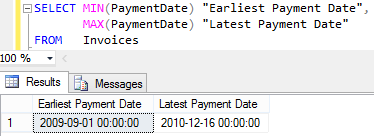 SELECT MIN(PaymentDate) "Earliest Payment Date",
MAX(PaymentDate) "Latest Payment Date"
FROM Invoices
100 %
Results Messages
Earliest Payment Date Latest Payment Date
1 2009-09-01 00:00:00 2010-12-16 00:00:00